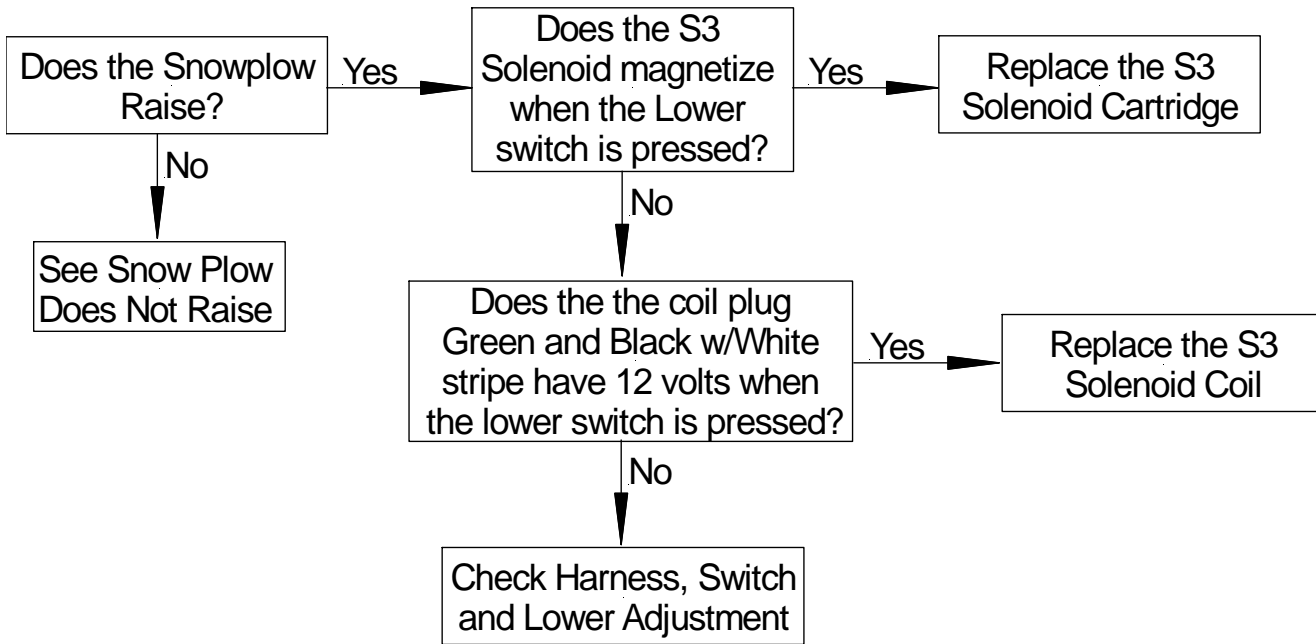 Does the Snowplow
Raise?
Yes
Does the S3
Solenoid magnetize
when the Lower
switch is pressed?
Yes
Replace the S3
Solenoid Cartridge
No
No
See Snow Plow
Does Not Raise
Does the the coil plug
Green and Black w/White
stripe have 12 volts when
the lower switch is pressed?
Yes
Replace the S3
Solenoid Coil
No
Check Harness, Switch
and Lower Adjustment